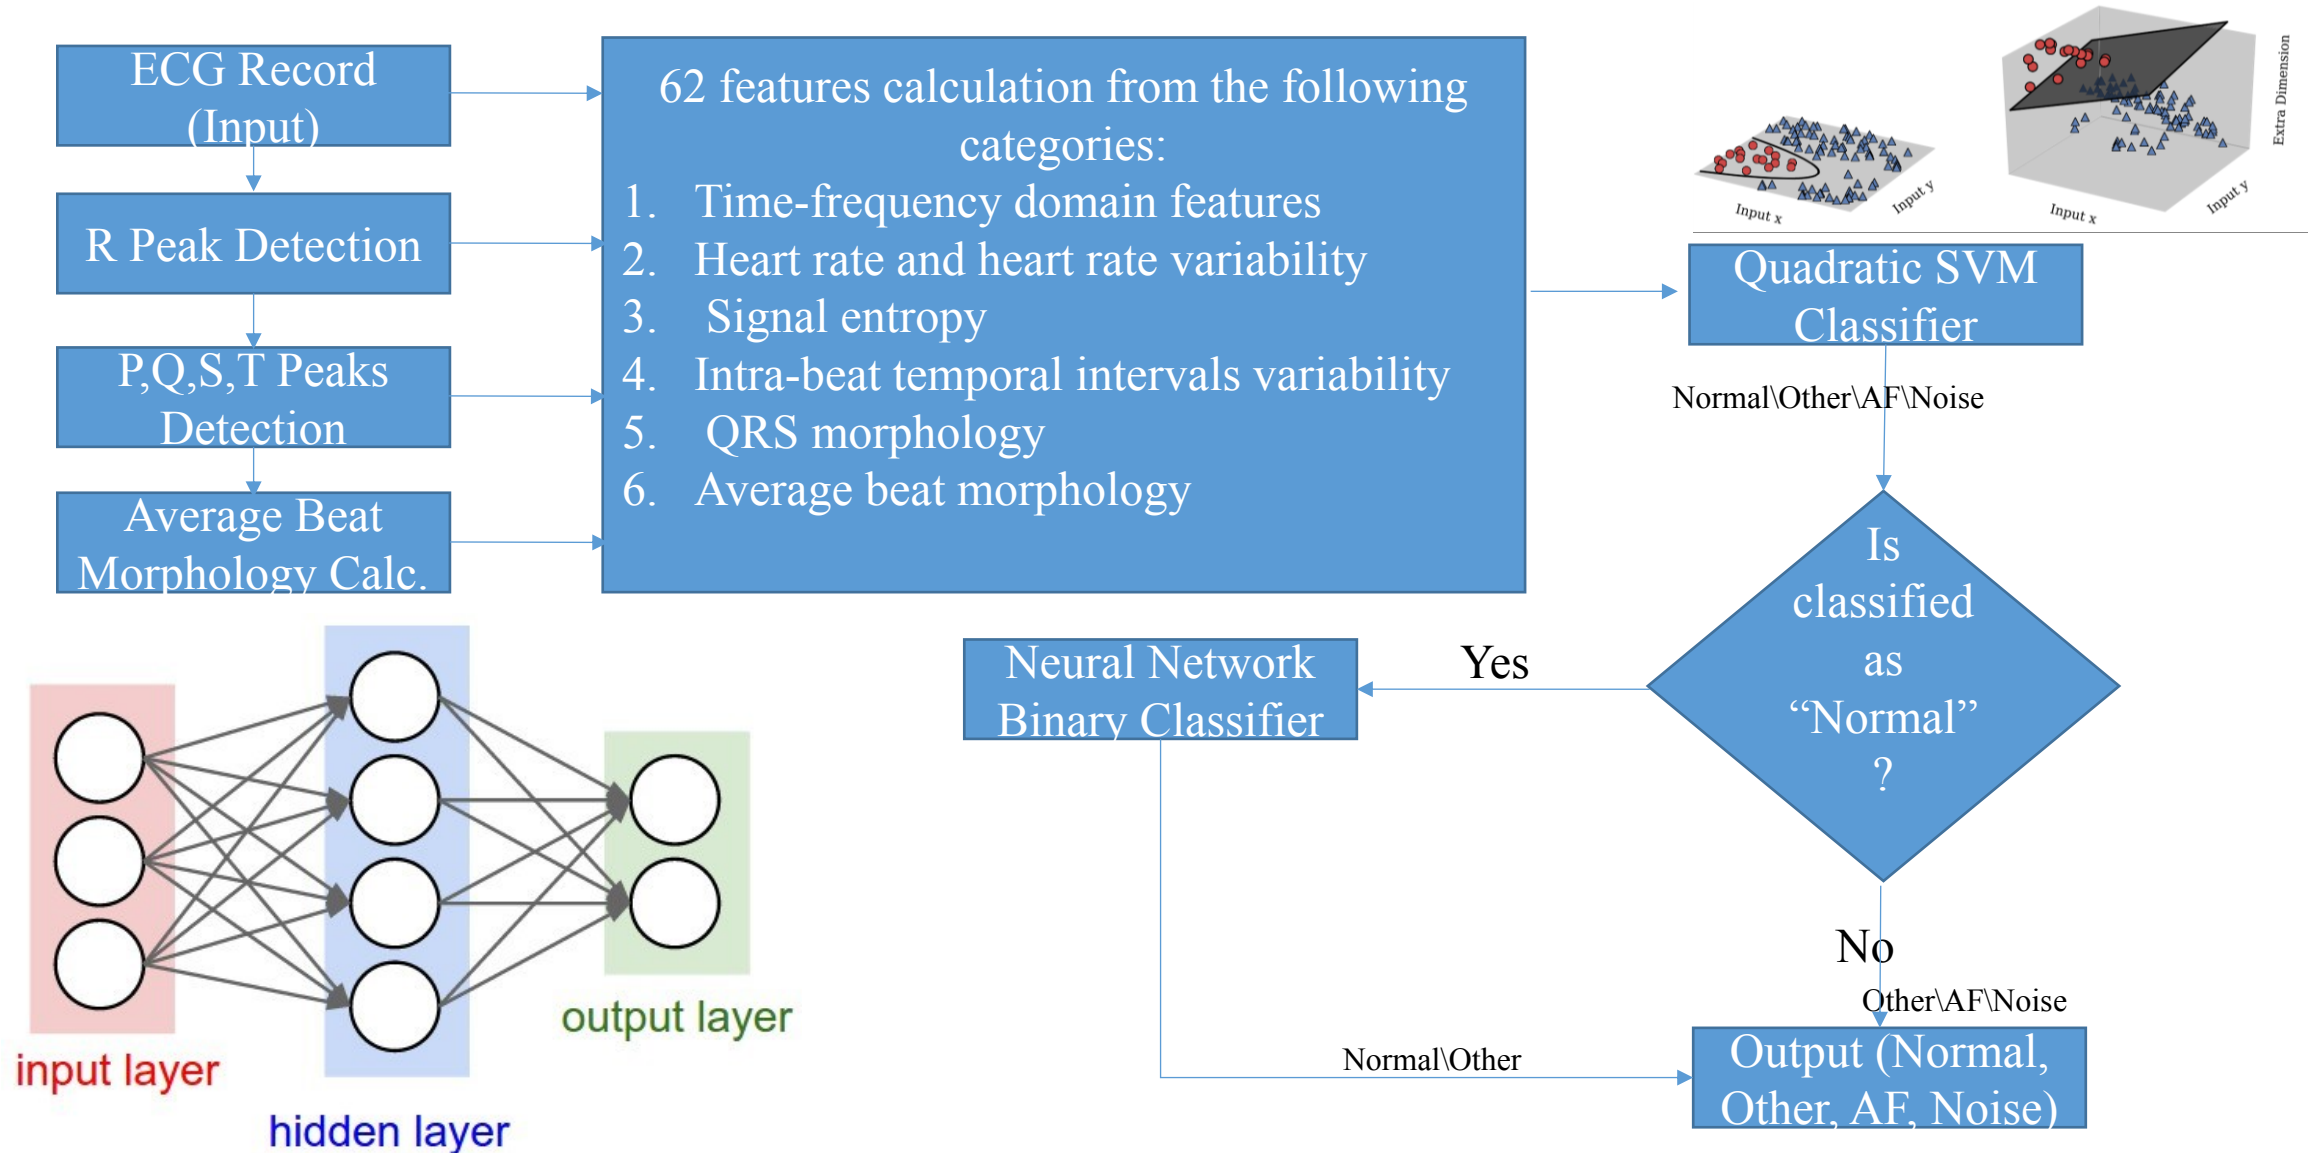 ECG Record
(Input)
R Peak Detection
P,Q,S,T Peaks
Detection
Average Beat
Morphology Calc.
62 features calculation from the following
categories:
1. Time-frequency domain features
2. Heart rate and heart rate variability
3. Signal entropy
4. Intra-beat temporal intervals variability
5. QRS morphology
6. Average beat morphology
Input x
Input y
Input x
Input y
Extra Dimension
Quadratic SVM
Classifier
Normal\Other\AF\Noise
Is
classified
as
“Normal”
?
Yes
Neural Network
Binary Classifier
No
Other\AF\Noise
Normal\Other
Output (Normal,
Other, AF, Noise)
input layer
hidden layer
output layer